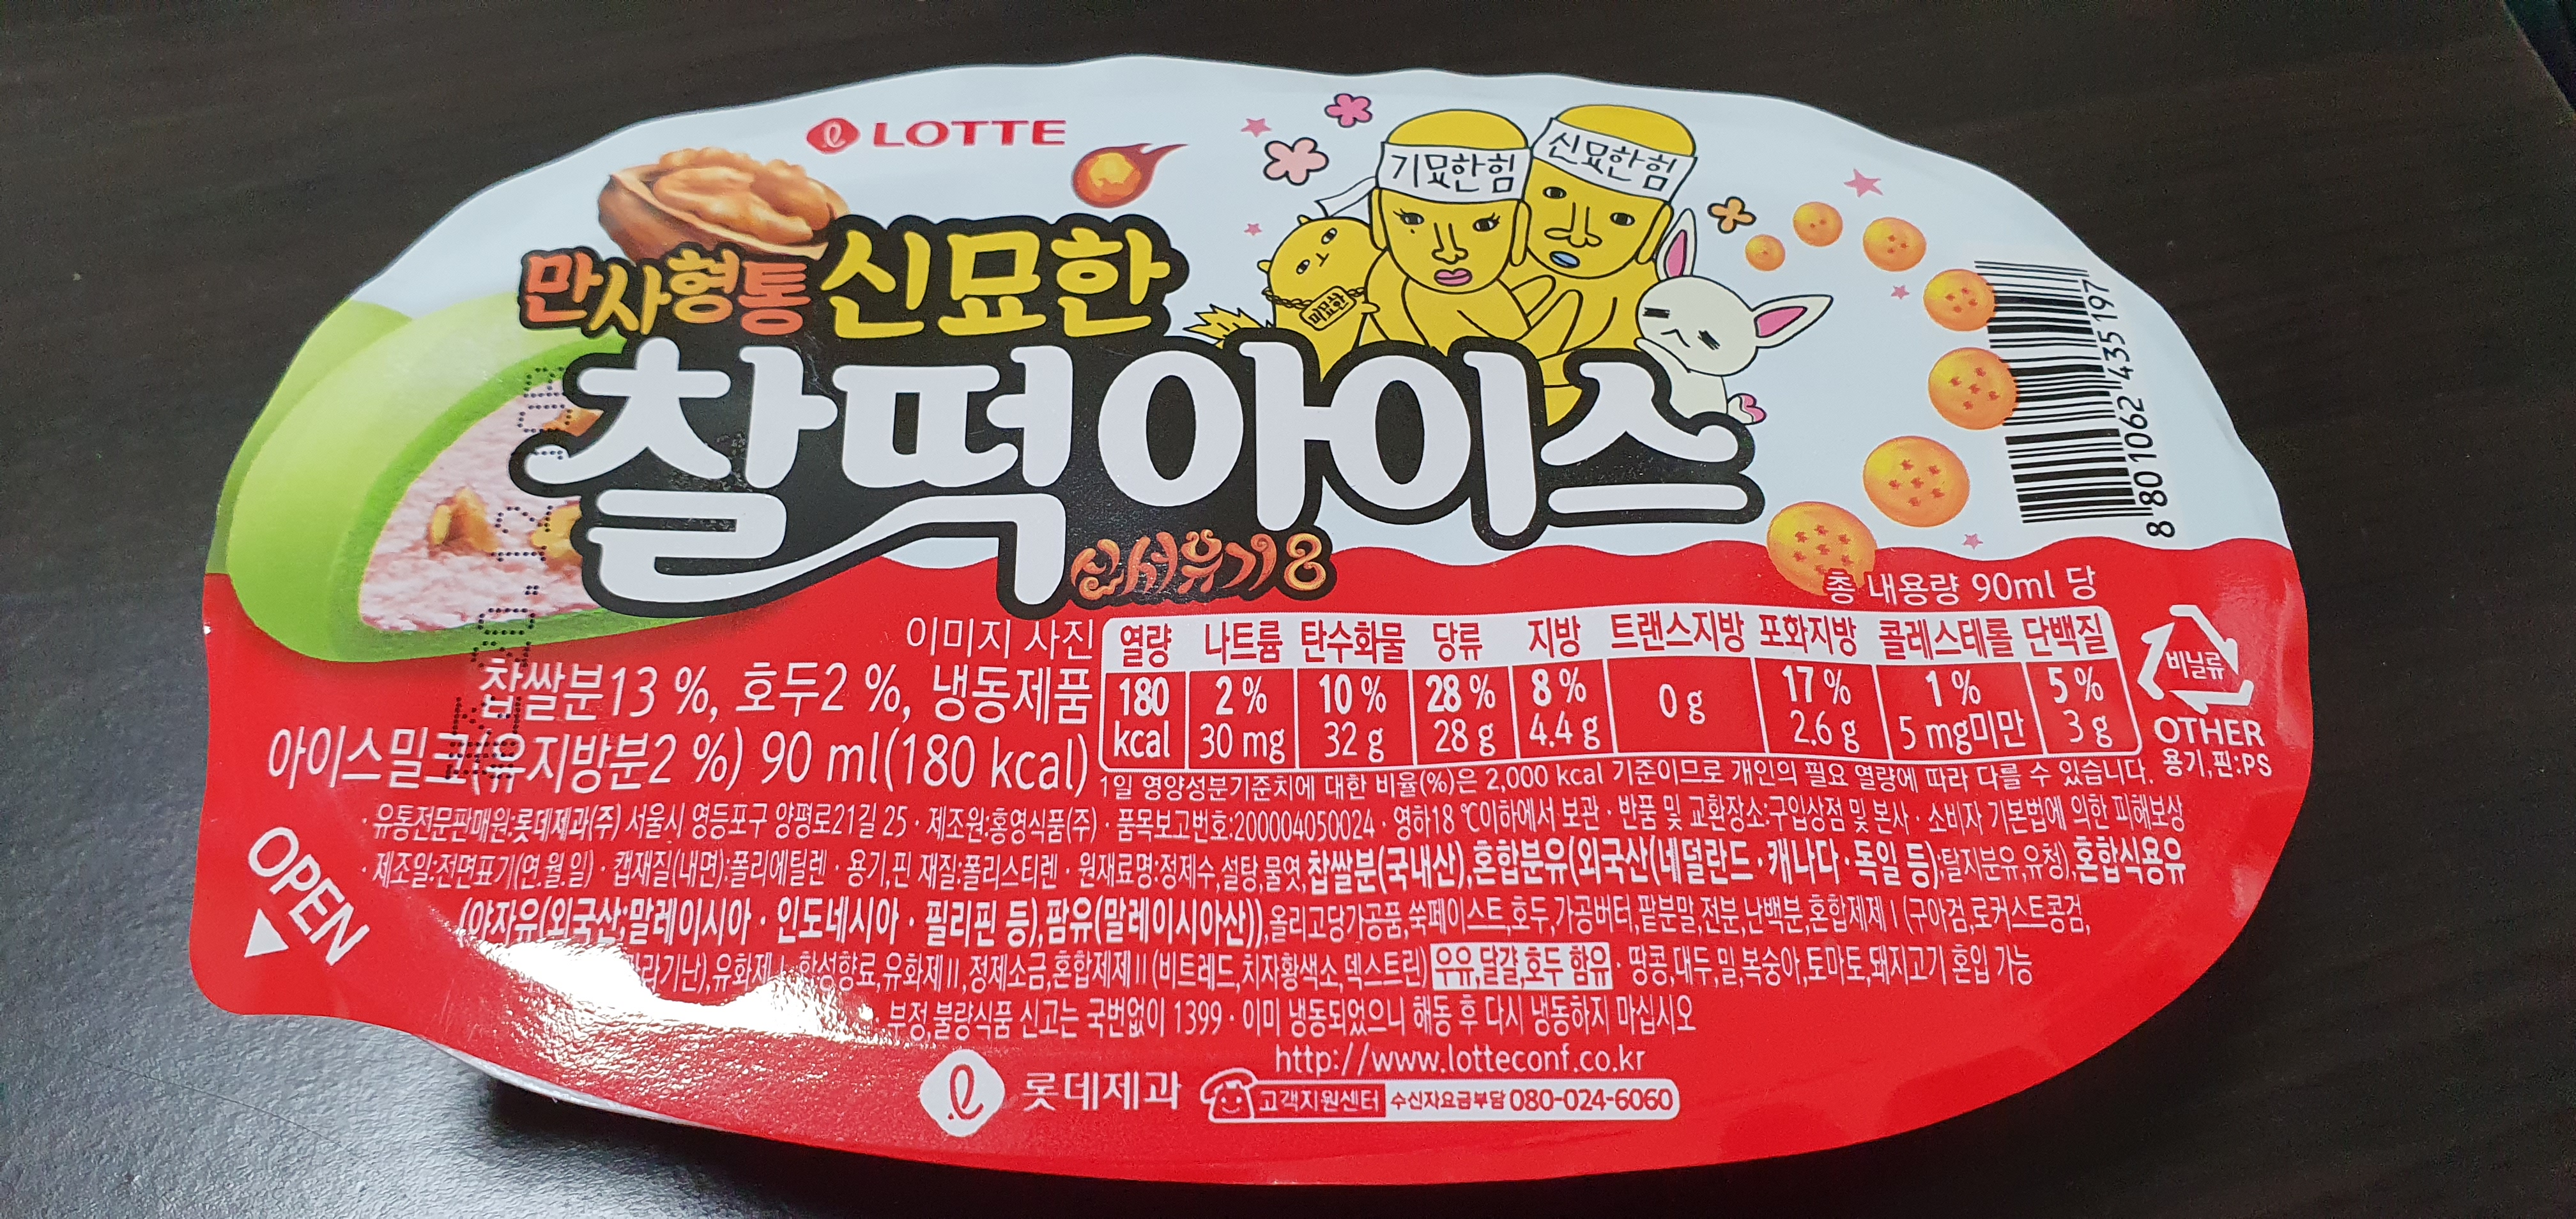 LOTTE
기묘한힘
신묘한힘
만사형통 신묘한
미묘한
찰떡아이스
신서유기8
8 801062 435197
총 내용량 90ml 당
이미지 사진
열량 나트륨 탄수화물 당류 지방 트랜스지방 포화지방 콜레스테롤 단백질
180 2 % 10 % 28 % 8 % 0 g 17 % 1 % 5 %
kcal 30 mg 32 g 28 g 4.4 g 2.6 g 5 mg미만 3 g
찹쌀분13 %, 호두2 %, 냉동제품
아이스밀크(유지방분2 %) 90 ml(180 kcal)
비닐류
OTHER
용기,핀:PS
1일 영양성분기준치에 대한 비율(%)은 2,000 kcal 기준이므로 개인의 필요 열량에 따라 다를 수 있습니다.
· 유통전문판매원:롯데제과(주) 서울시 영등포구 양평로21길 25 · 제조원:홍영식품(주) · 품목보고번호:200004050024 · 영하18 ℃이하에서 보관 · 반품 및 교환장소:구입상점 및 본사 · 소비자 기본법에 의한 피해보상
· 제조일:전면표기(연.월.일) · 캡재질(내면):폴리에틸렌 · 용기,핀 재질:폴리스티렌 · 원재료명:정제수,설탕,물엿,찹쌀분(국내산),혼합분유(외국산(네덜란드·캐나다·독일 등);탈지분유,유청),혼합식용유
(야자유(외국산;말레이시아 · 인도네시아 · 필리핀 등),팜유(말레이시아산)),올리고당가공품,쑥페이스트,호두,가공버터,팥분말,전분,난백분,혼합제제Ⅰ(구아검,로커스트콩검,
합성향료,유화제Ⅱ,정제소금,혼합제제Ⅱ(비트레드,치자황색소,덱스트린) 우유,달걀,호두 함유 · 땅콩,대두,밀,복숭아,토마토,돼지고기 혼입 가능
· 부정,불량식품 신고는 국번없이 1399 · 이미 냉동되었으니 해동 후 다시 냉동하지 마십시오
http://www.lotteconf.co.kr
롯데제과 고객지원센터 수신자요금부담 080-024-6060
OPEN